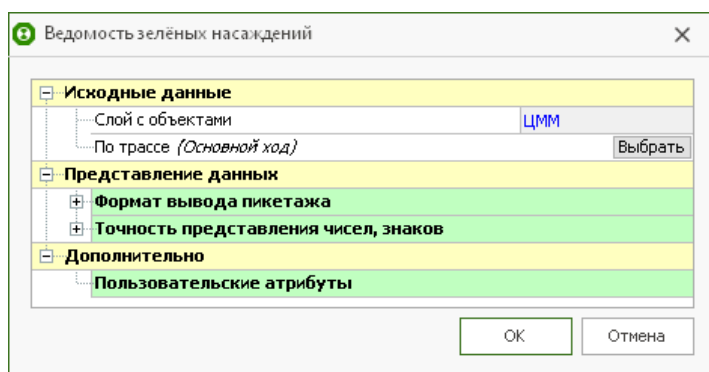 Ведомость зелёных насаждений
Исходные данные
Слой с объектами ЦММ
По трассе (Основной ход) Выбрать
Представление данных
Формат вывода пикетажа
Точность представления чисел, знаков
Дополнительно
Пользовательские атрибуты
ОК Отмена